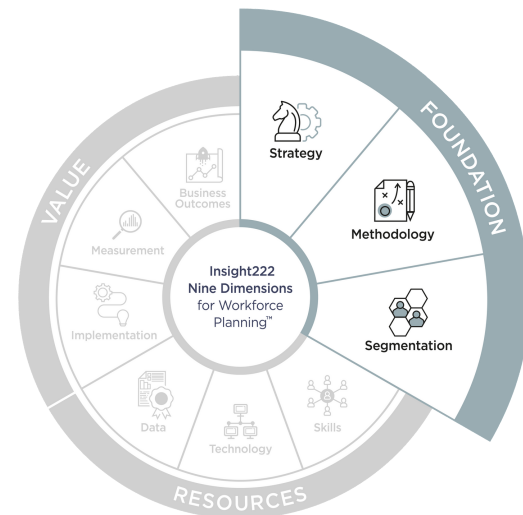 FOUNDATION
Strategy
Methodology
Segmentation
RESOURCES
Skills
Technology
Data
VALUE
Implementation
Measurement
Business
Outcomes
Insight222
Nine Dimensions
for Workforce
Planning™